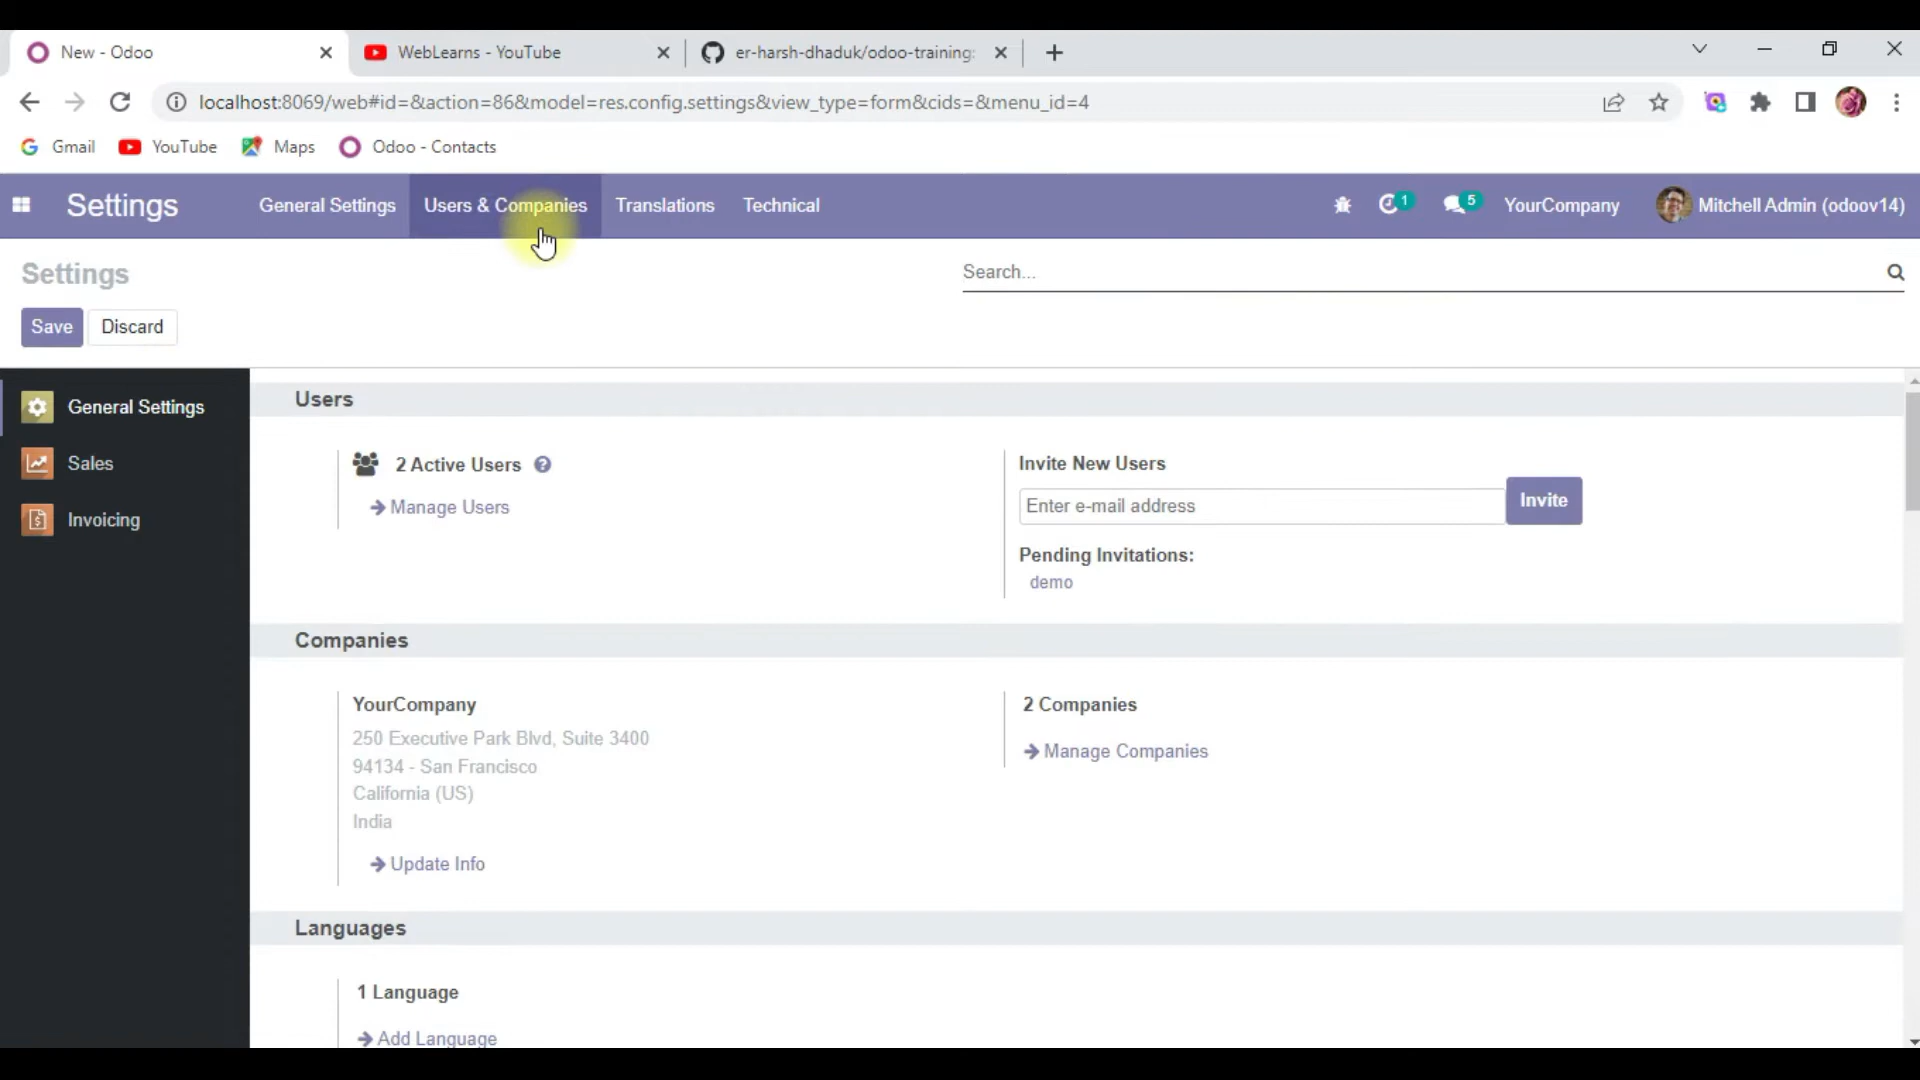 New - Odoo
WebLearns - YouTube
er-harsh-dhaduk/odoo-training:
localhost:8069/web#id=&action=86&model=res.config.settings&view_type=form&cids=&menu_id=4
Gmail
YouTube
Maps
Odoo - Contacts
Settings
General Settings
Users & Companies
Translations
Technical
1
5
YourCompany
Mitchell Admin (odoov14)
Settings
Search...
Save
Discard
General Settings
Sales
Invoicing
Users
2 Active Users
Manage Users
Invite New Users
Enter e-mail address
Invite
Pending Invitations:
demo
Companies
YourCompany
250 Executive Park Blvd, Suite 3400
94134 - San Francisco
California (US)
India
Update Info
2 Companies
Manage Companies
Languages
1 Language
Add Language